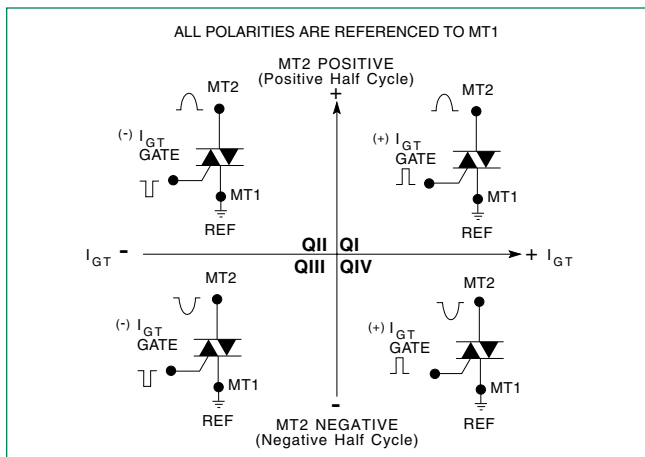 ALL POLARITIES ARE REFERENCED TO MT1
MT2 POSITIVE
(Positive Half Cycle)
+
MT2
(-) IGT
GATE
MT1
REF
MT2
(+) IGT
GATE
MT1
REF
IGT -
QII QI
QIII QIV
+ IGT
MT2
(-) IGT
GATE
MT1
REF
MT2
(+) IGT
GATE
MT1
REF
-
MT2 NEGATIVE
(Negative Half Cycle)